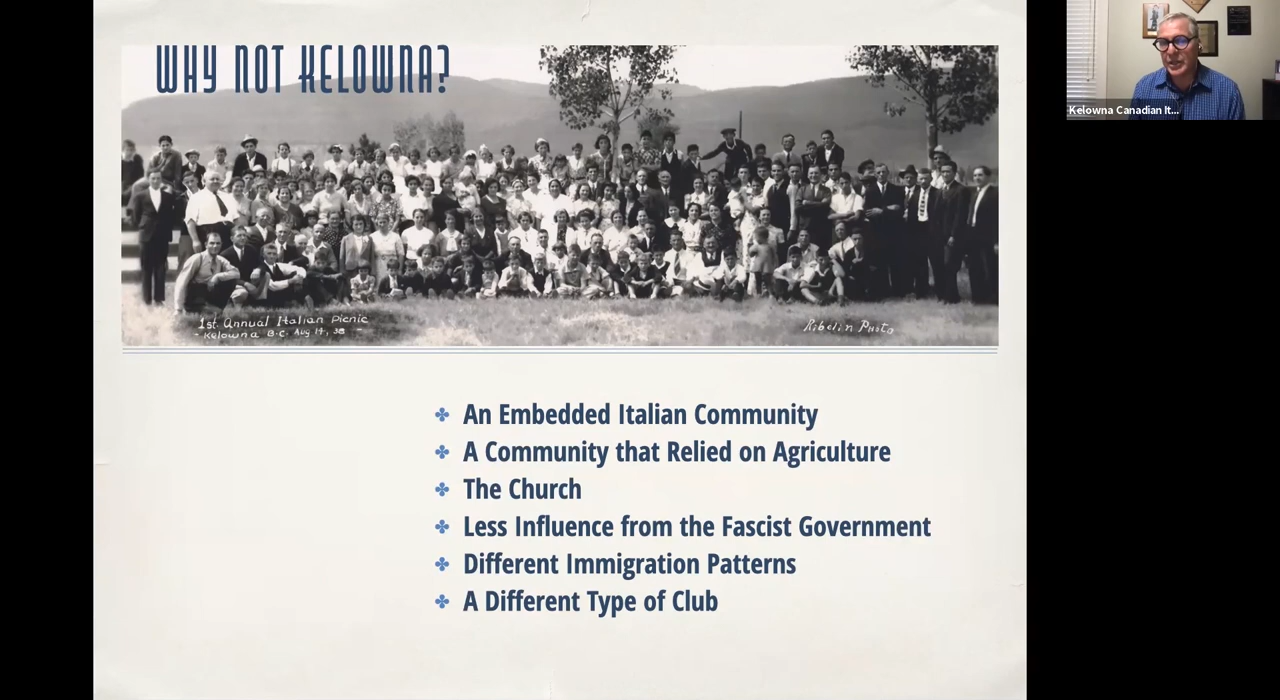 WHY NOT KELOWNA?
1st Annual Italian Picnic
- Kelowna B.C. Aug 14, 38 -
Ribelin Photo
An Embedded Italian Community
A Community that Relied on Agriculture
The Church
Less Influence from the Fascist Government
Different Immigration Patterns
A Different Type of Club
Kelowna Canadian It...